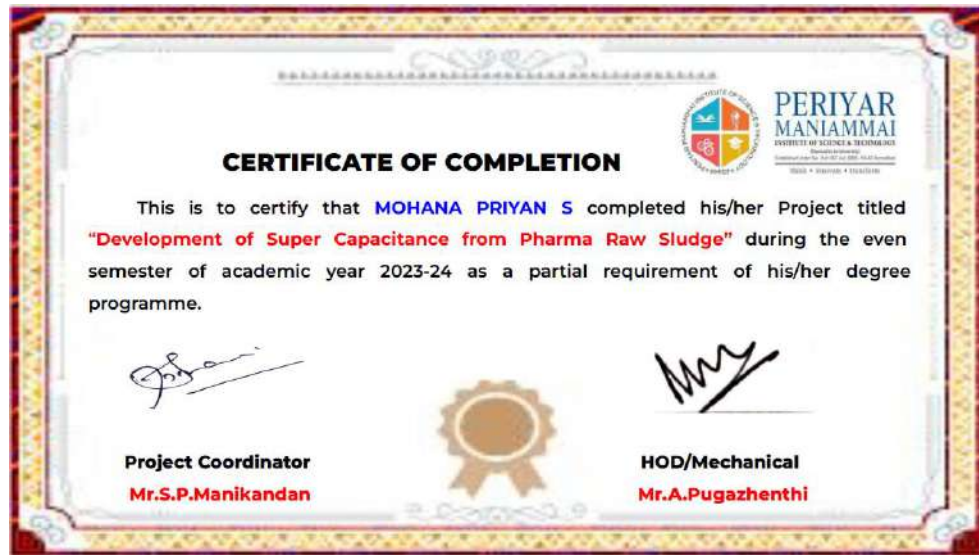 PERIYAR
MANIAMMAI
INSTITUTE OF SCIENCE & TECHNOLOGY
CERTIFICATE OF COMPLETION
This is to certify that MOHANA PRIYAN S completed his/her Project titled
“Development of Super Capacitance from Pharma Raw Sludge” during the even
semester of academic year 2023-24 as a partial requirement of his/her degree
programme.
Project Coordinator
HOD/Mechanical
Mr.S.P.Manikandan
Mr.A.Pugazhenthi